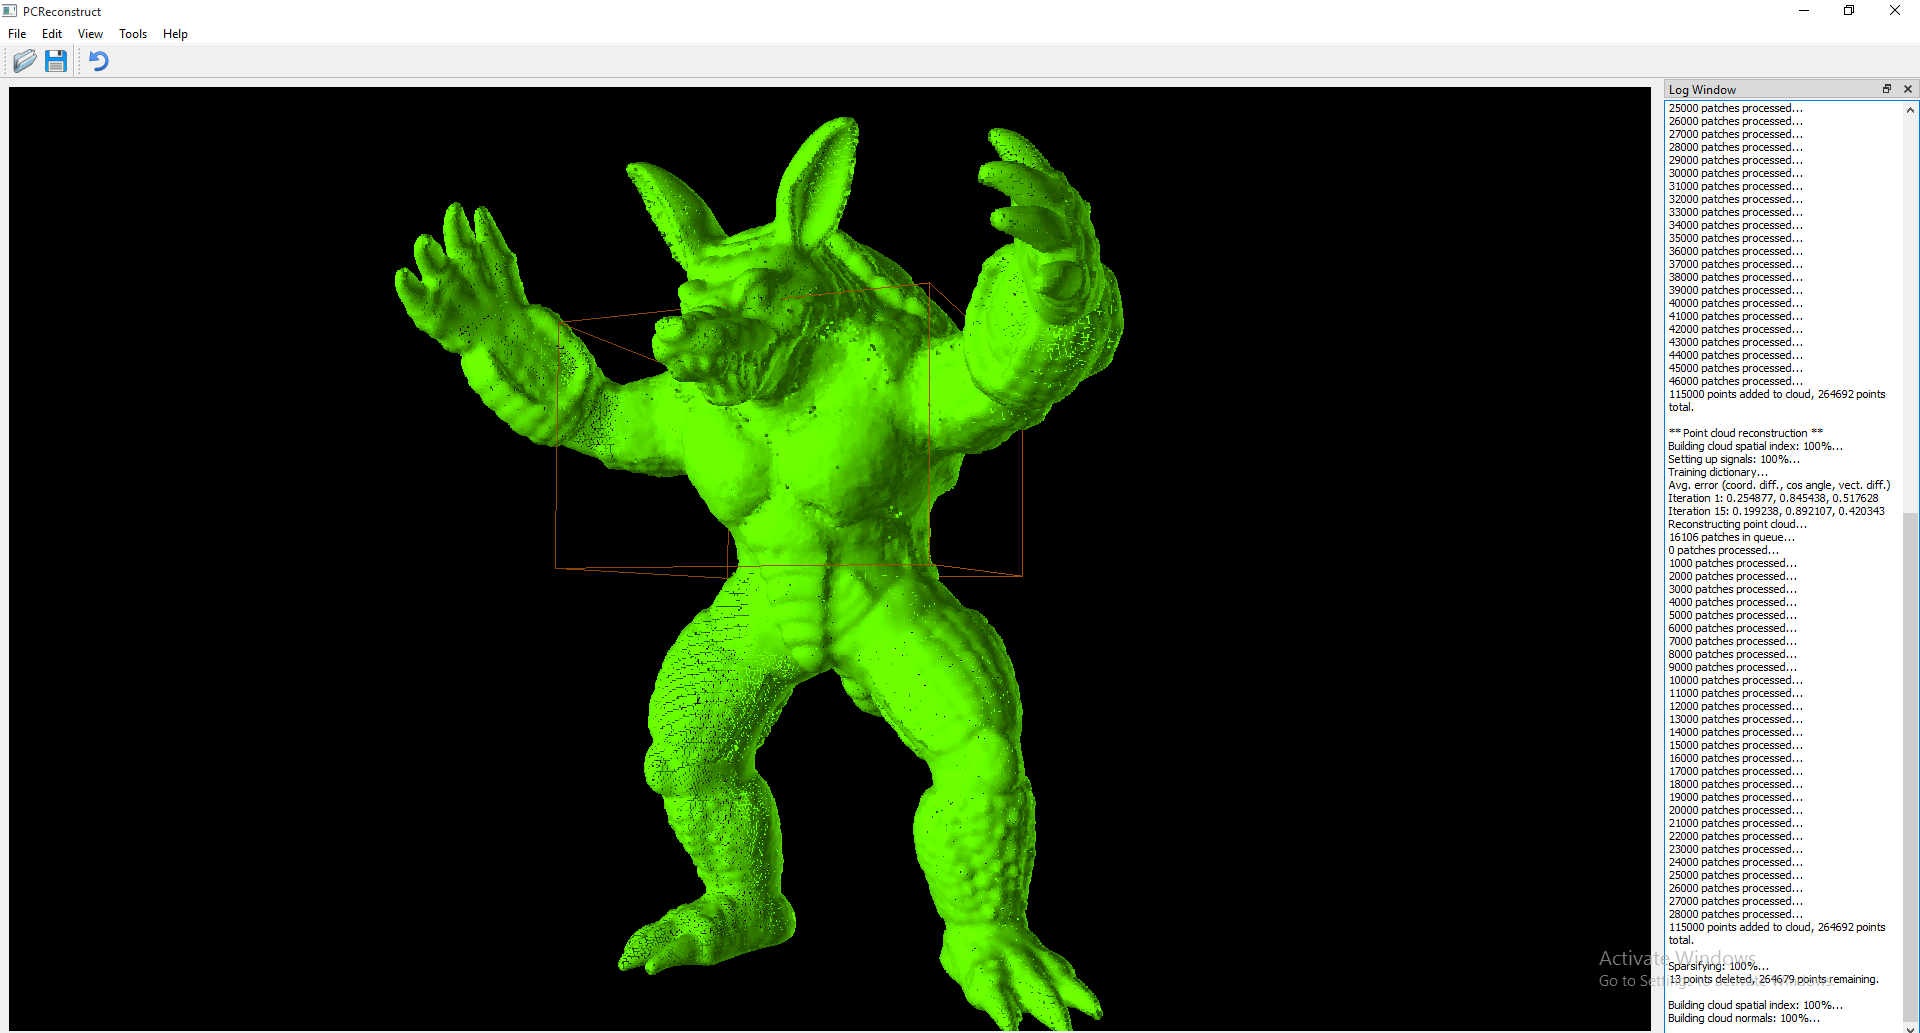 PCReconstruct
File Edit View Tools Help
Log Window
25000 patches processed...
26000 patches processed...
27000 patches processed...
28000 patches processed...
29000 patches processed...
30000 patches processed...
31000 patches processed...
32000 patches processed...
33000 patches processed...
34000 patches processed...
35000 patches processed...
36000 patches processed...
37000 patches processed...
38000 patches processed...
39000 patches processed...
40000 patches processed...
41000 patches processed...
42000 patches processed...
43000 patches processed...
44000 patches processed...
45000 patches processed...
46000 patches processed...
115000 points added to cloud, 264692 points
total.
** Point cloud reconstruction **
Building cloud spatial index: 100%...
Setting up signals: 100%...
Training dictionary...
Avg. error (coord. diff., cos angle, vect. diff.)
Iteration 1: 0.254877, 0.845438, 0.517628
Iteration 15: 0.199238, 0.892107, 0.420343
Reconstructing point cloud...
16106 patches in queue...
0 patches processed...
1000 patches processed...
2000 patches processed...
3000 patches processed...
4000 patches processed...
5000 patches processed...
6000 patches processed...
7000 patches processed...
8000 patches processed...
9000 patches processed...
10000 patches processed...
11000 patches processed...
12000 patches processed...
13000 patches processed...
14000 patches processed...
15000 patches processed...
16000 patches processed...
17000 patches processed...
18000 patches processed...
19000 patches processed...
20000 patches processed...
21000 patches processed...
22000 patches processed...
23000 patches processed...
24000 patches processed...
25000 patches processed...
26000 patches processed...
27000 patches processed...
28000 patches processed...
115000 points added to cloud, 264692 points
total.
Sparsifying: 100%...
13 points deleted, 264679 points remaining.
Building cloud spatial index: 100%...
Building cloud normals: 100%...
Activate Windows
Go to Settings to activate Windows.